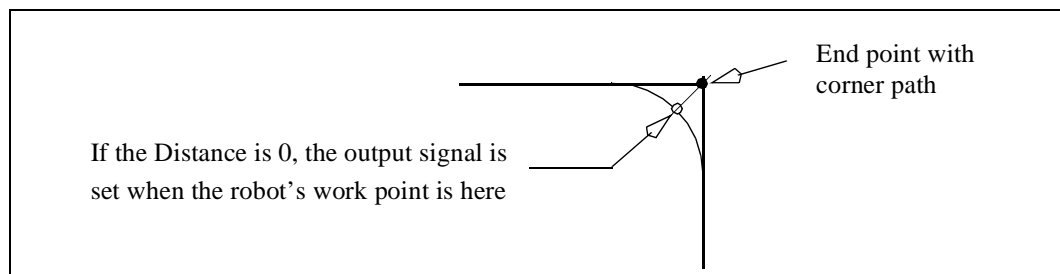 End point with
corner path
If the Distance is 0, the output signal is
set when the robot's work point is here